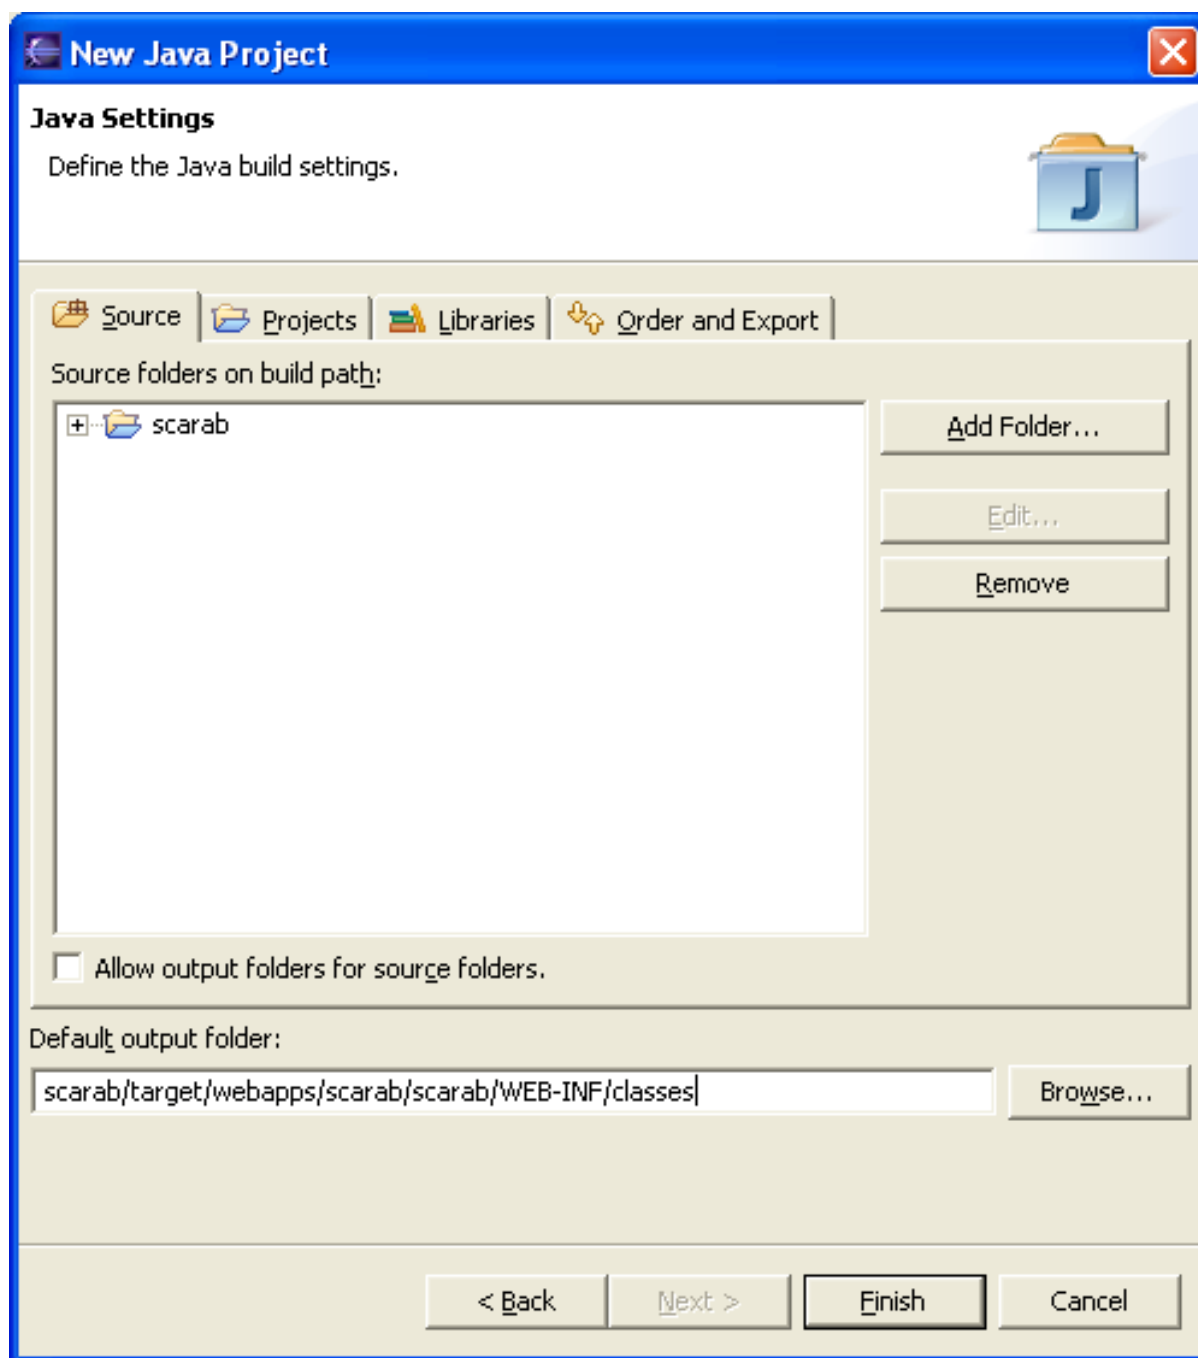 New Java Project
Java Settings
Define the Java build settings.
J
Source Projects Libraries Order and Export
Source folders on build path:
scarab
Add Folder...
Edit...
Remove
Allow output folders for source folders.
Default output folder:
scarab/target/webapps/scarab/scarab/WEB-INF/classes
Browse...
< Back Next > Finish Cancel